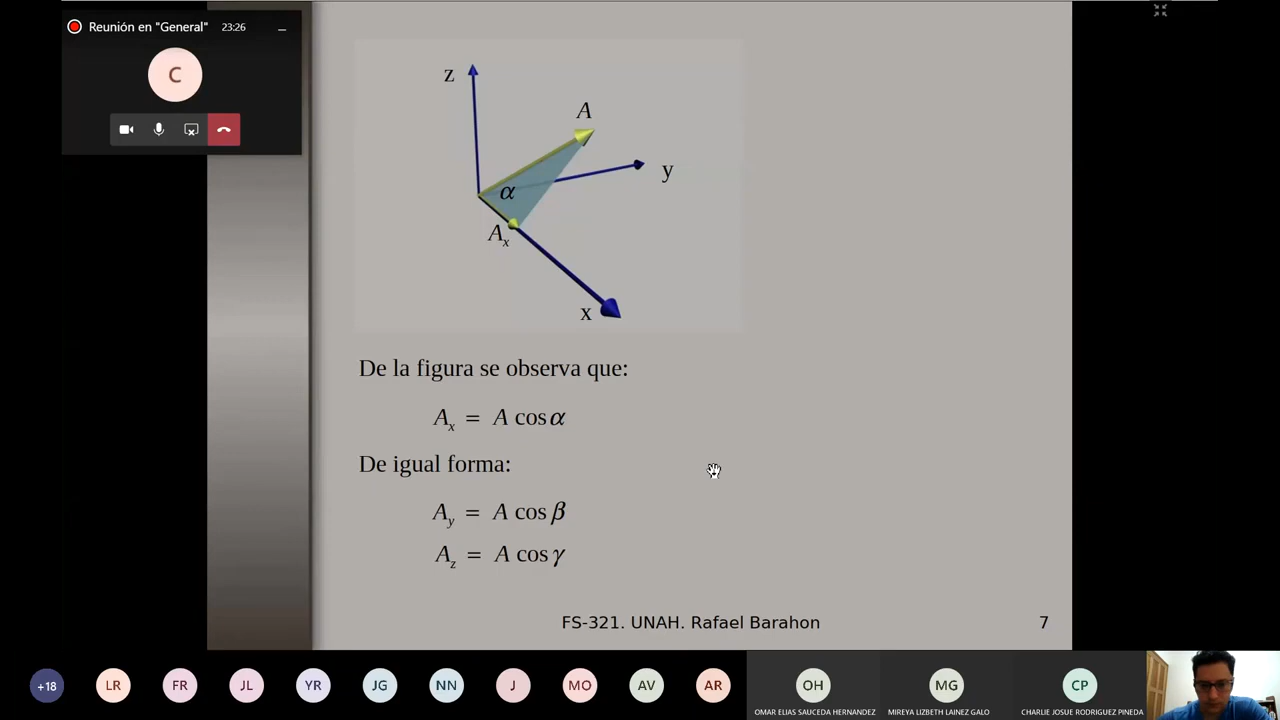 Reunión en "General" 23:26
C
z
A
y
α
Aₓ
x
De la figura se observa que:
Aₓ = A cos α
De igual forma:
A_y = A cos β
A_z = A cos γ
FS-321. UNAH. Rafael Barahon 7
+18 LR FR JL YR JG NN J MO AV AR OH MG CP
OMAR ELIAS SAUCEDA HERNANDEZ MIREYA LIZBETH LAINEZ GALO CHARLIE JOSUE RODRIGUEZ PINEDA